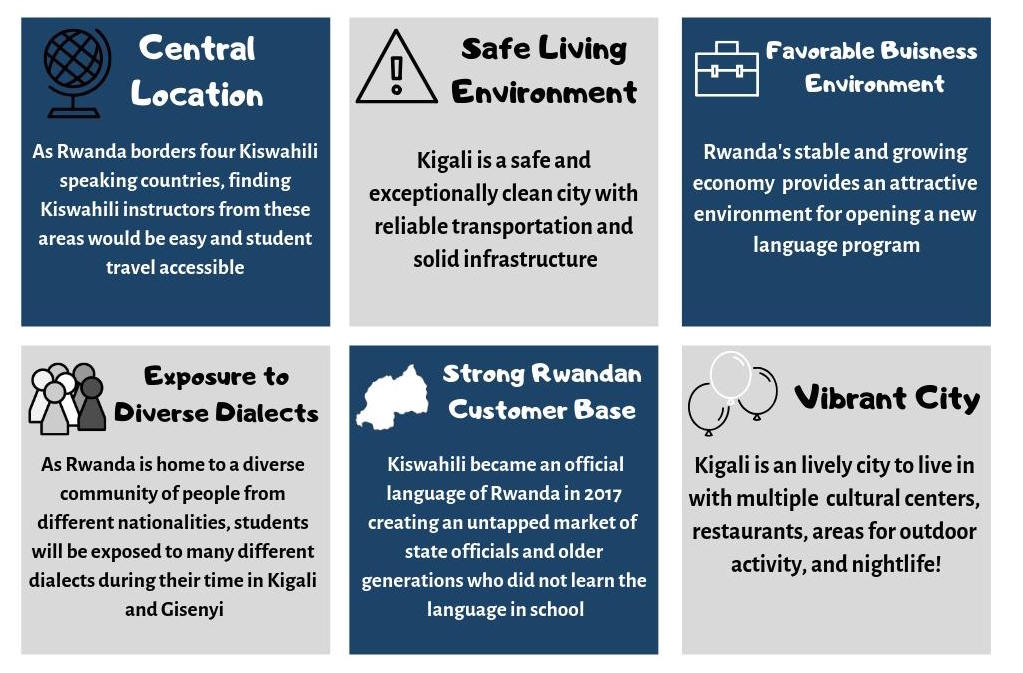 Central
Location
As Rwanda borders four Kiswahili
speaking countries, finding
Kiswahili instructors from these
areas would be easy and student
travel accessible
Safe Living
Environment
Kigali is a safe and
exceptionally clean city with
reliable transportation and
solid infrastructure
Favorable Buisness
Environment
Rwanda's stable and growing
economy provides an attractive
environment for opening a new
language program
Exposure to
Diverse Dialects
As Rwanda is home to a diverse
community of people from
different nationalities, students
will be exposed to many different
dialects during their time in Kigali
and Gisenyi
Strong Rwandan
Customer Base
Kiswahili became an official
language of Rwanda in 2017
creating an untapped market of
state officials and older
generations who did not learn the
language in school
Vibrant City
Kigali is an lively city to live in
with multiple cultural centers,
restaurants, areas for outdoor
activity, and nightlife!